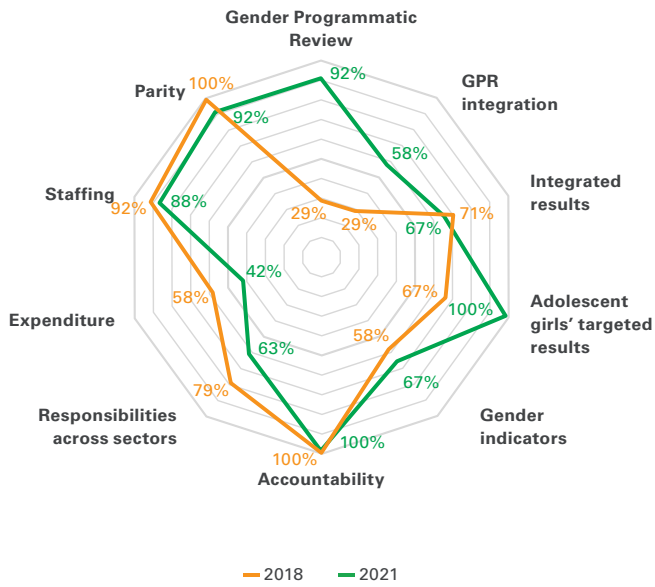 Gender Programmatic
Review
100%
92%
GPR
integration
Parity
92%
58%
Integrated
results
Staffing
92%
88%
29%
29%
71%
67%
42%
58%
67%
100%
Adolescent
girls’ targeted
results
Expenditure
63%
58%
79%
67%
Responsibilities
across sectors
Gender
indicators
100%
100%
Accountability
2018
2021